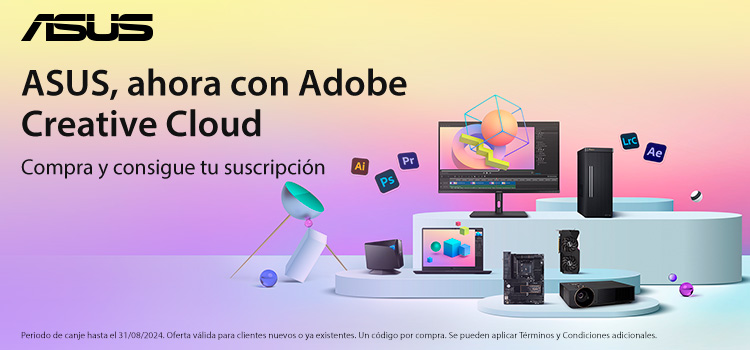 ASUS
ASUS, ahora con Adobe
Creative Cloud
Compra y consigue tu suscripción
Ai
Ps
Pr
LrC
Ae
Periodo de canje hasta el 31/08/2024. Oferta válida para clientes nuevos o ya existentes. Un código por compra. Se pueden aplicar Términos y Condiciones adicionales.